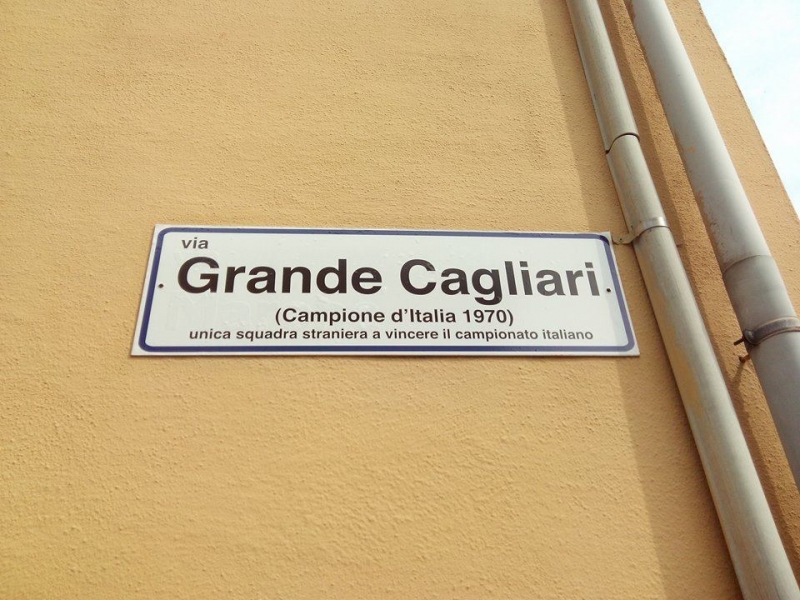 via
Grande Cagliari
(Campione d'Italia 1970)
unica squadra straniera a vincere il campionato italiano